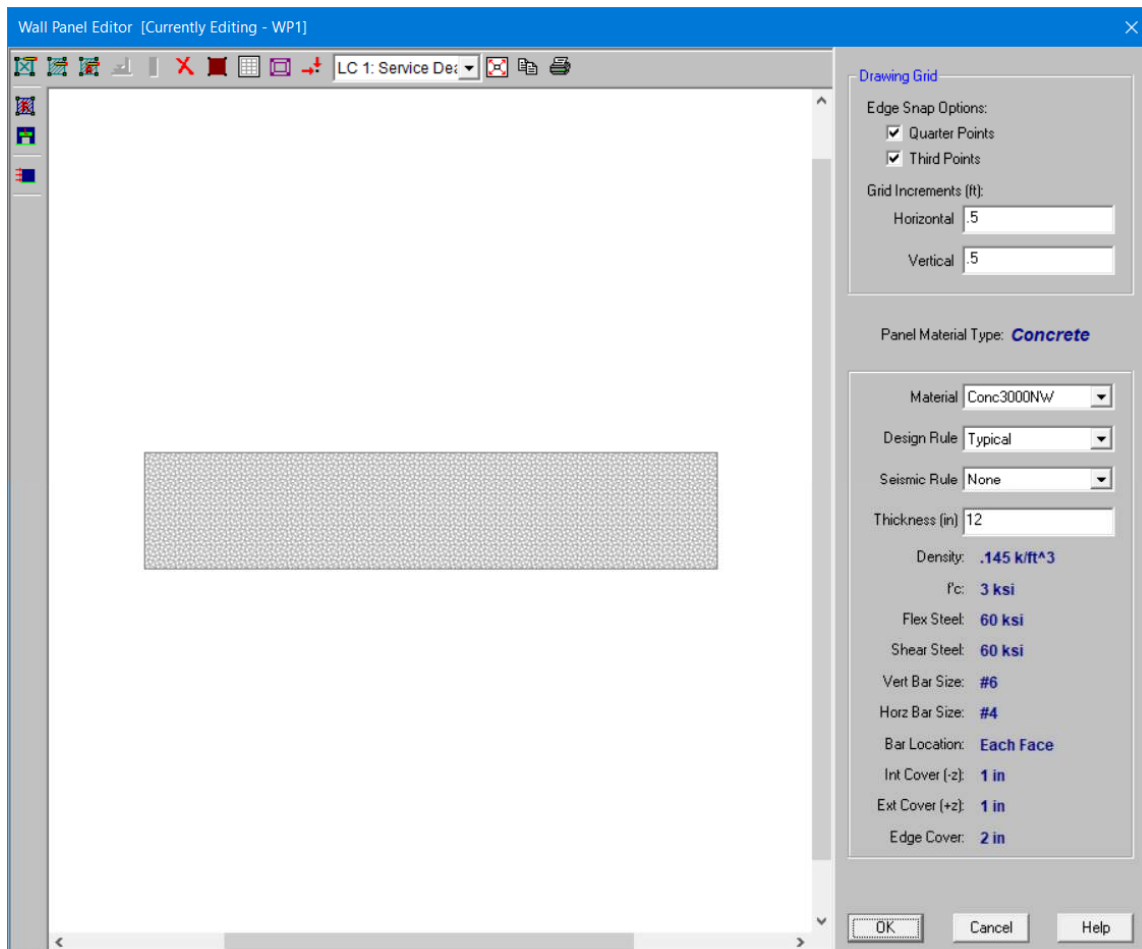 Wall Panel Editor [Currently Editing - WP1]
LC 1: Service Dea
Drawing Grid
Edge Snap Options:
Quarter Points
Third Points
Grid Increments (ft):
Horizontal .5
Vertical .5
Panel Material Type: Concrete
Material Conc3000NW
Design Rule Typical
Seismic Rule None
Thickness (in) 12
Density: .145 k/ft^3
f'c: 3 ksi
Flex Steel: 60 ksi
Shear Steel: 60 ksi
Vert Bar Size: #6
Horz Bar Size: #4
Bar Location: Each Face
Int Cover (-z): 1 in
Ext Cover (+z): 1 in
Edge Cover: 2 in
OK Cancel Help